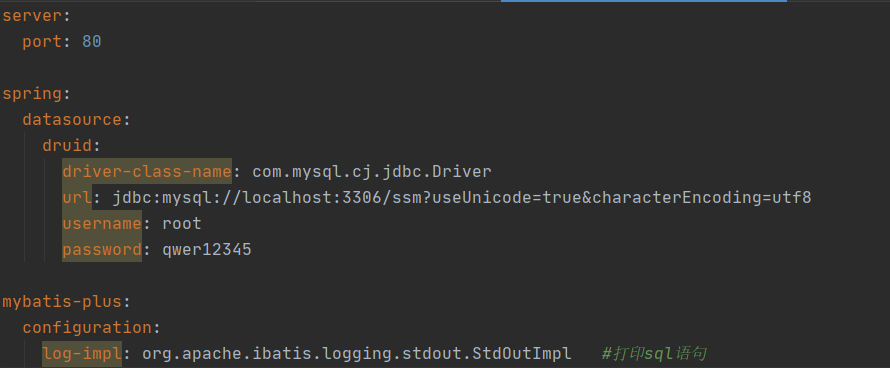 server:
  port: 80
spring:
  datasource:
    druid:
      driver-class-name: com.mysql.cj.jdbc.Driver
      url: jdbc:mysql://localhost:3306/ssm?useUnicode=true&characterEncoding=utf8
      username: root
      password: qwer12345
mybatis-plus:
  configuration:
    log-impl: org.apache.ibatis.logging.stdout.StdOutImpl   #打印sql语句